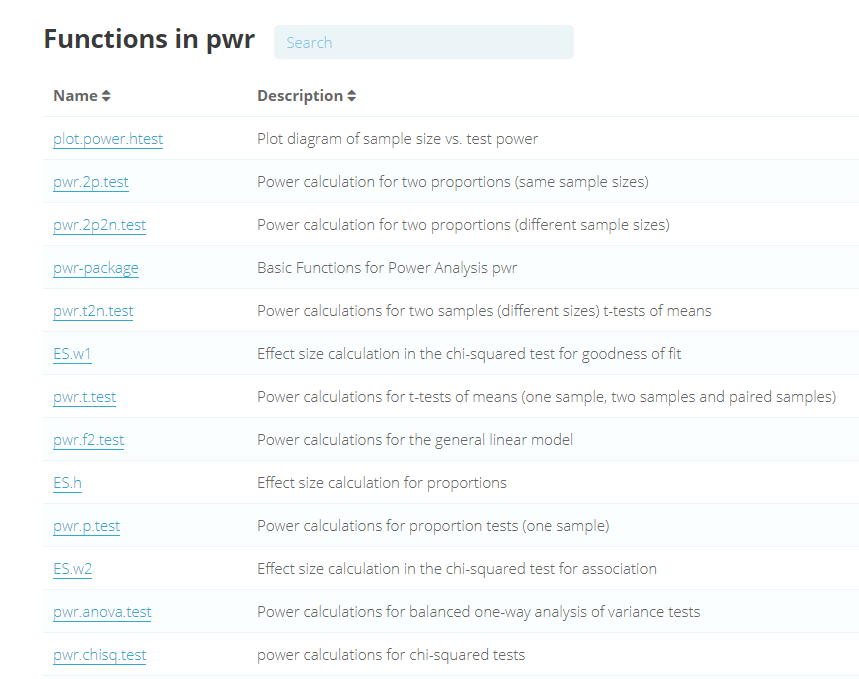 Functions in pwr Search
Name Description
plot.power.htest Plot diagram of sample size vs. test power
pwr.2p.test Power calculation for two proportions (same sample sizes)
pwr.2p2n.test Power calculation for two proportions (different sample sizes)
pwr-package Basic Functions for Power Analysis pwr
pwr.t2n.test Power calculations for two samples (different sizes) t-tests of means
ES.w1 Effect size calculation in the chi-squared test for goodness of fit
pwr.t.test Power calculations for t-tests of means (one sample, two samples and paired samples)
pwr.f2.test Power calculations for the general linear model
ES.h Effect size calculation for proportions
pwr.p.test Power calculations for proportion tests (one sample)
ES.w2 Effect size calculation in the chi-squared test for association
pwr.anova.test Power calculations for balanced one-way analysis of variance tests
pwr.chisq.test power calculations for chi-squared tests